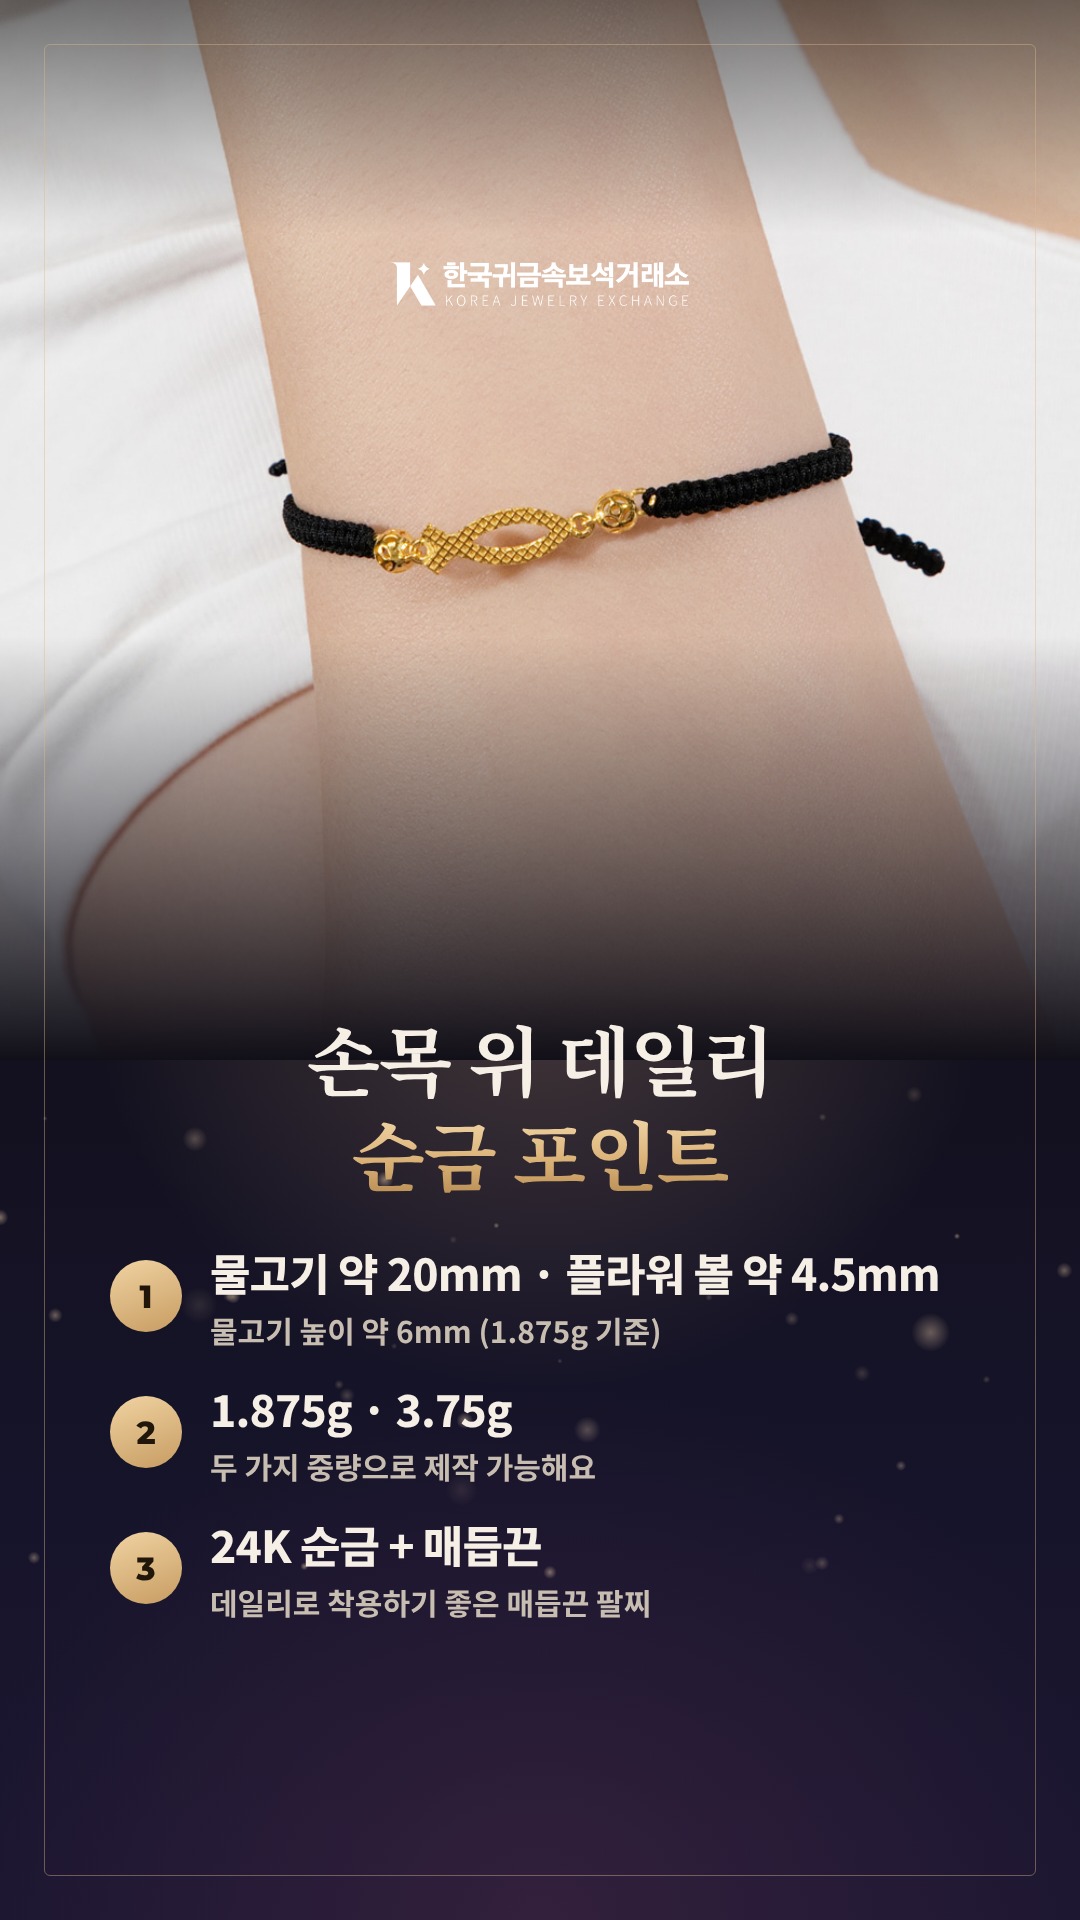 한국귀금속보석거래소
KOREA JEWELRY EXCHANGE
손목 위 데일리
순금 포인트
1
물고기 약 20mm · 플라워 볼 약 4.5mm
물고기 높이 약 6mm (1.875g 기준)
2
1.875g · 3.75g
두 가지 중량으로 제작 가능해요
3
24K 순금 + 매듭끈
데일리로 착용하기 좋은 매듭끈 팔찌